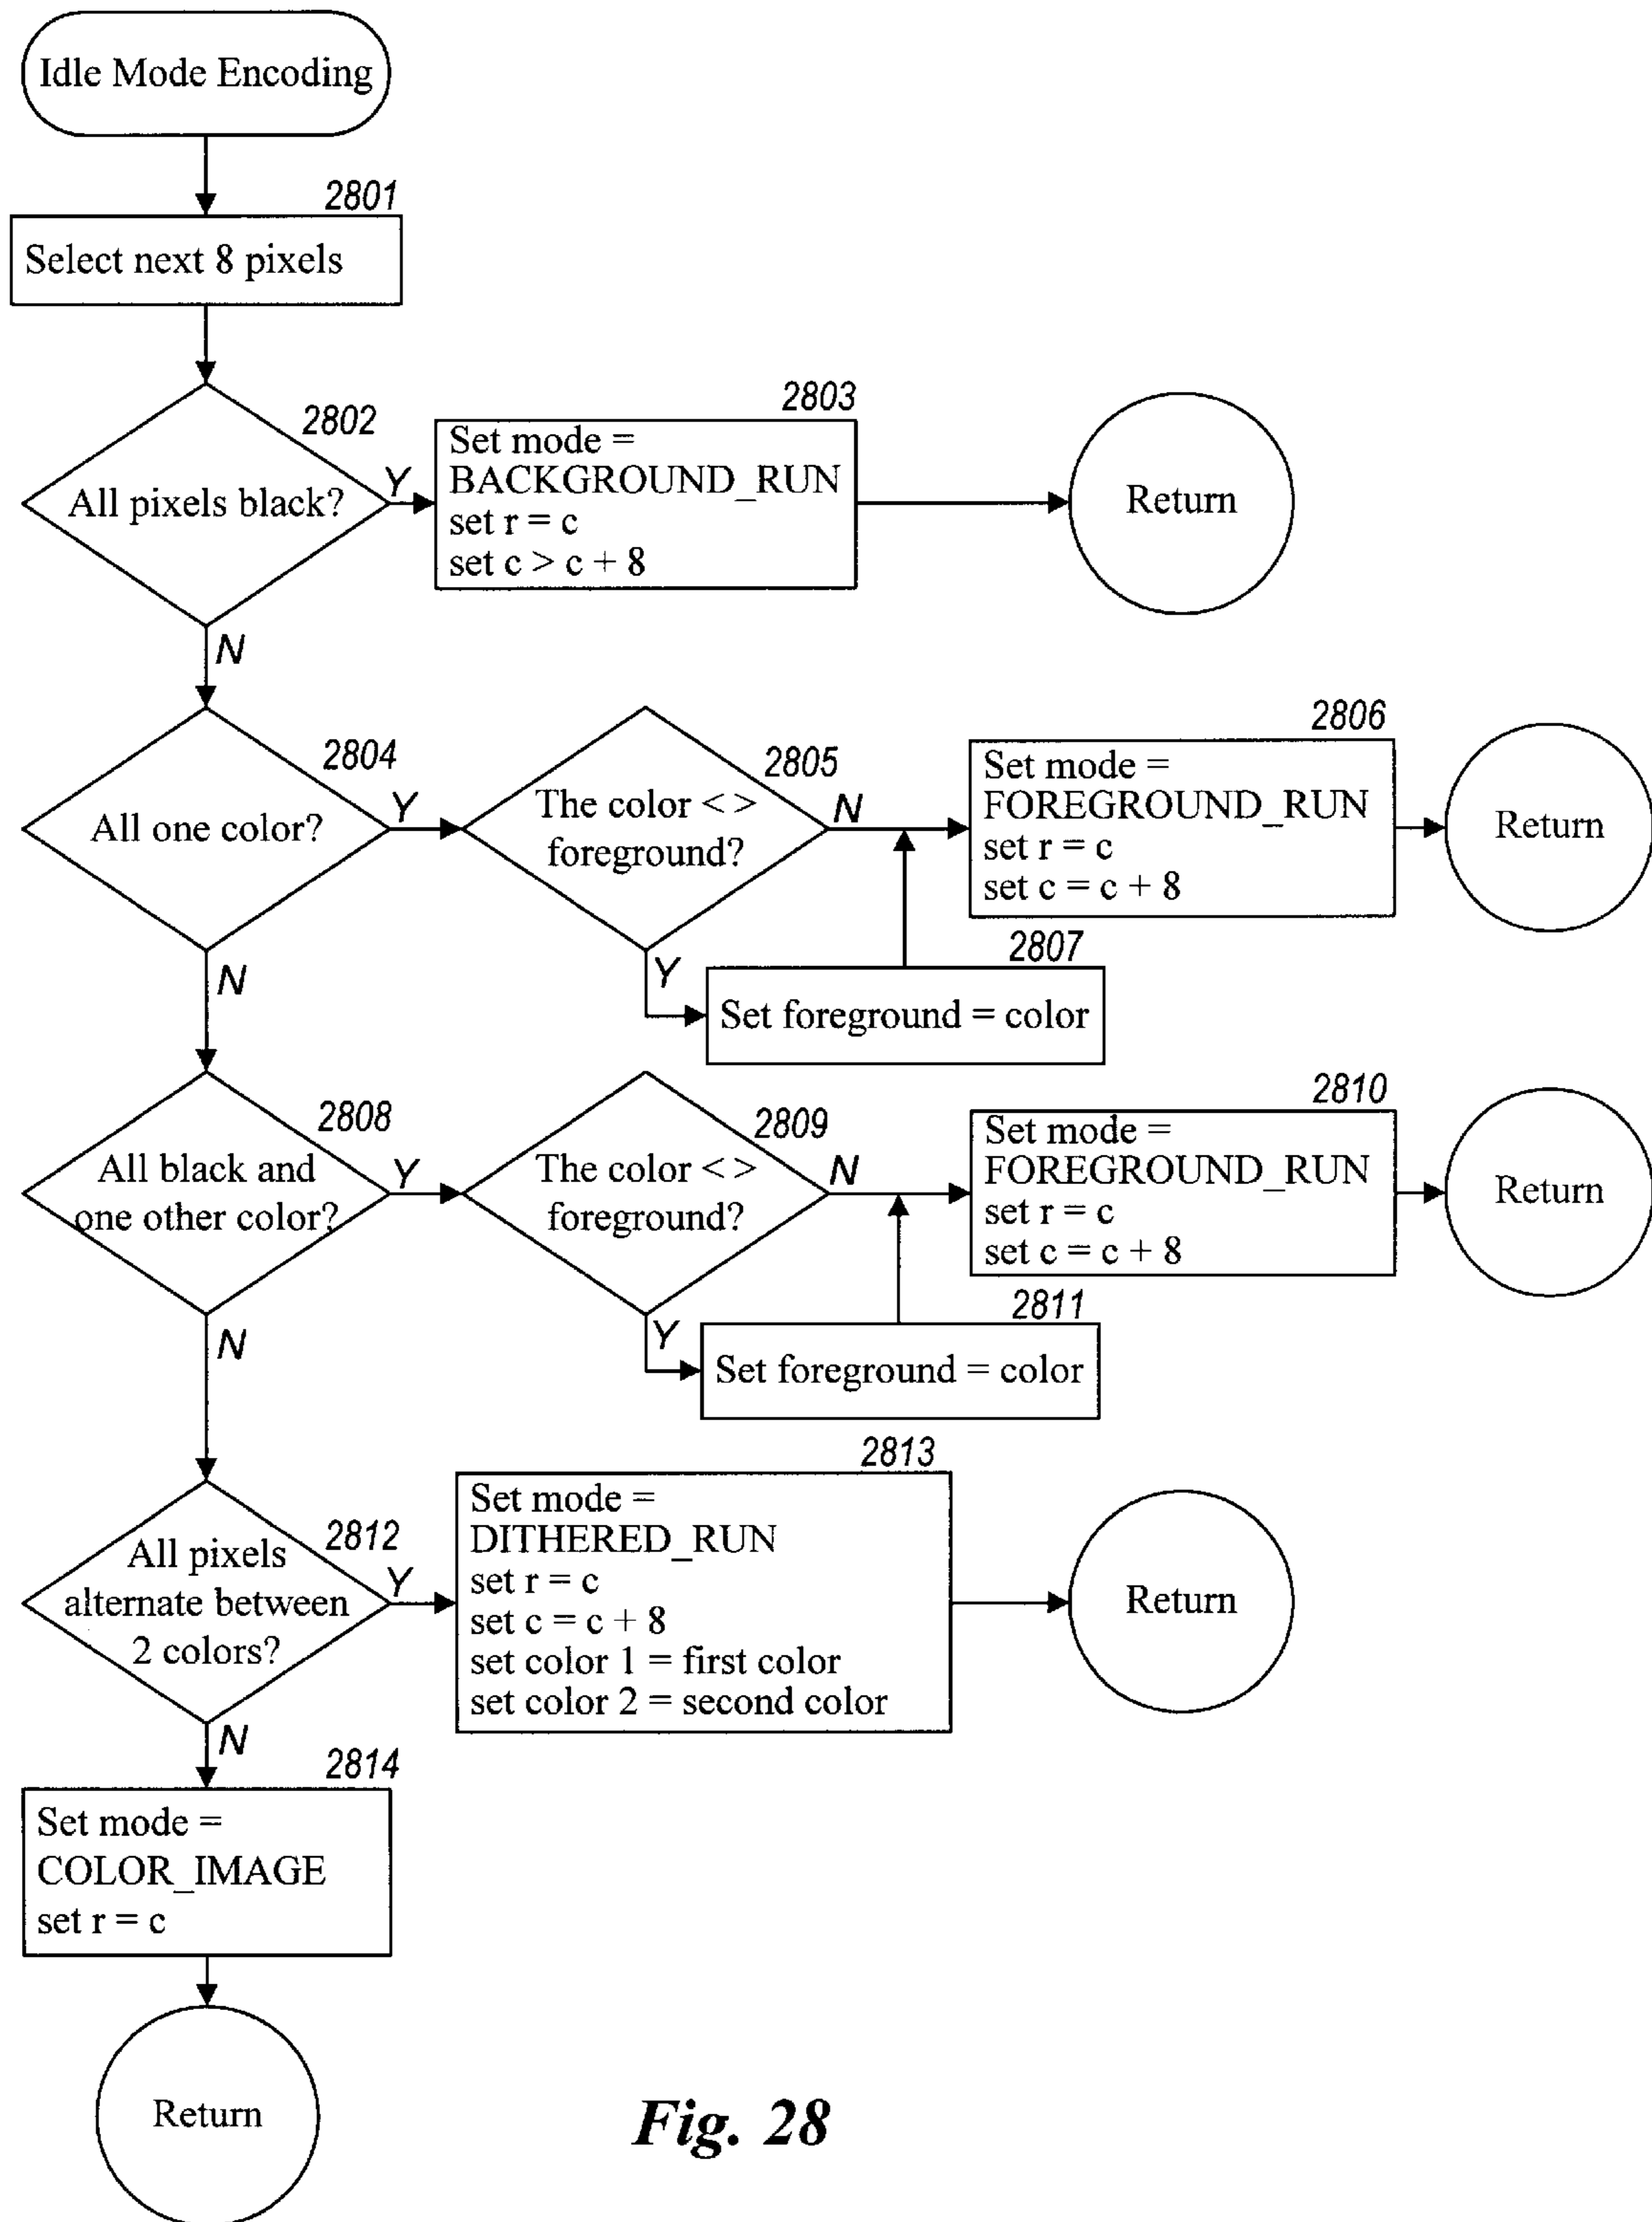 Idle Mode Encoding
2801
Select next 8 pixels
2802
All pixels black?
Y
N
2803
Set mode =
BACKGROUND_RUN
set r = c
set c > c + 8
Return
2804
All one color?
Y
N
2805
The color < >
foreground?
N
Y
2806
Set mode =
FOREGROUND_RUN
set r = c
set c = c + 8
Return
2807
Set foreground = color
2808
All black and
one other color?
Y
N
2809
The color < >
foreground?
N
Y
2810
Set mode =
FOREGROUND_RUN
set r = c
set c = c + 8
Return
2811
Set foreground = color
2812
All pixels
alternate between
2 colors?
Y
N
2813
Set mode =
DITHERED_RUN
set r = c
set c = c + 8
set color 1 = first color
set color 2 = second color
Return
2814
Set mode =
COLOR_IMAGE
set r = c
Return
Fig. 28